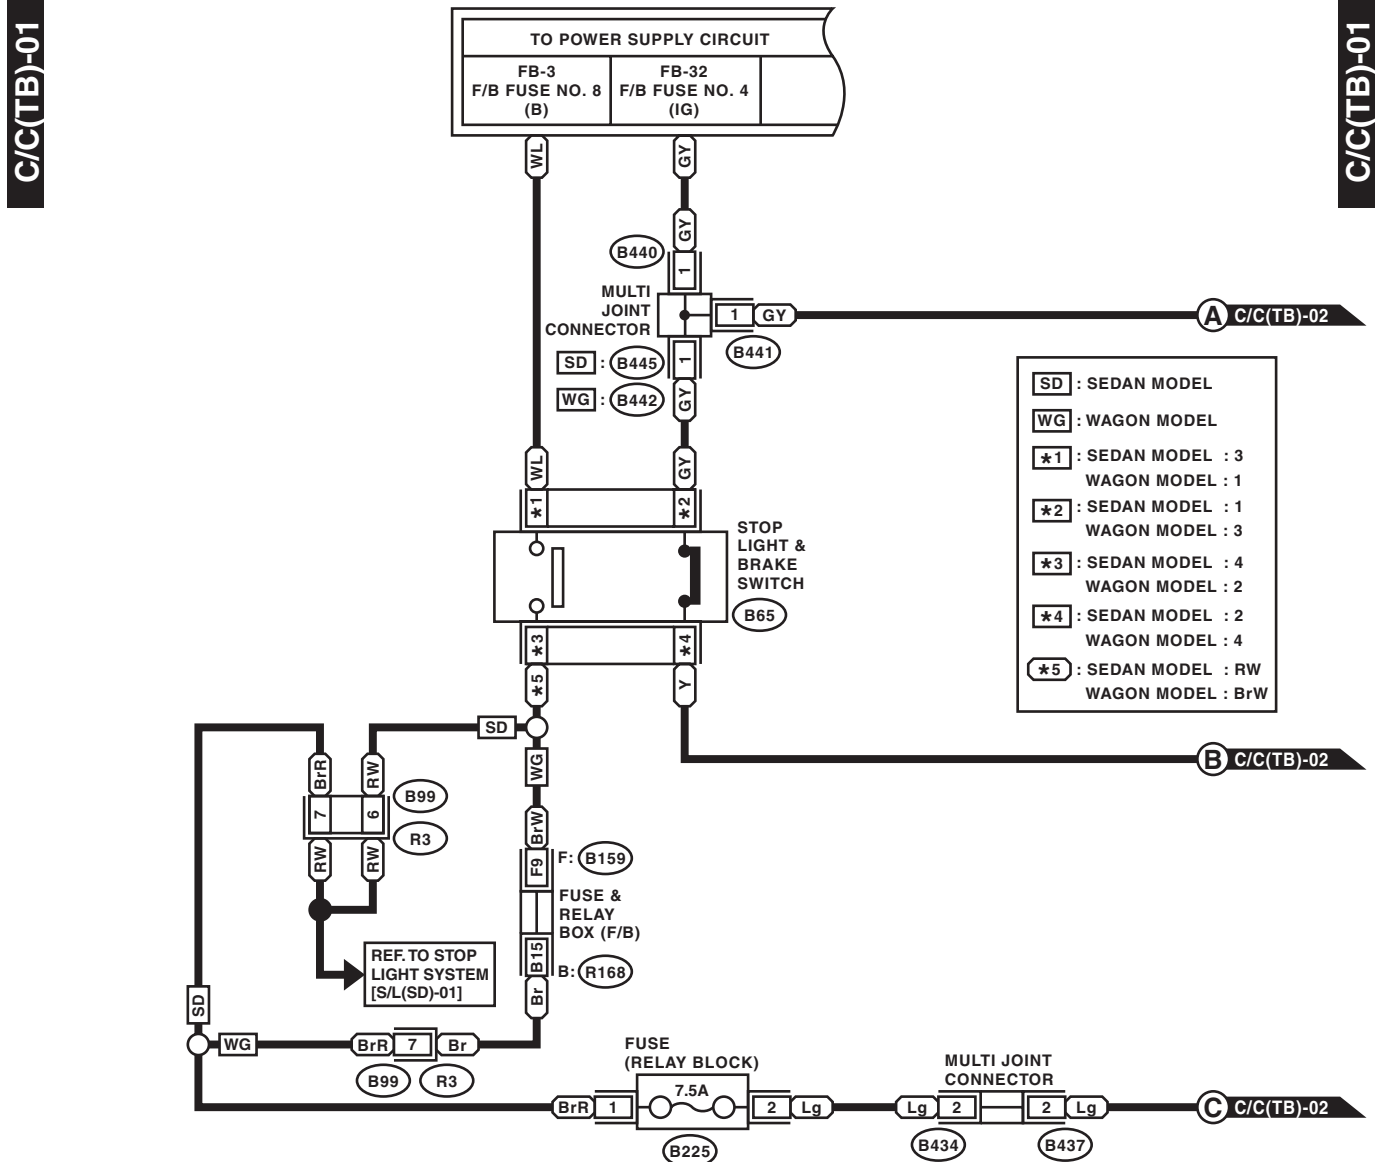 C/C(TB)-01
C/C(TB)-01
TO POWER SUPPLY CIRCUIT
FB-3
F/B FUSE NO. 8
(B)
FB-32
F/B FUSE NO. 4
(IG)
WL
GY
GY
B440
1
MULTI
JOINT
CONNECTOR
1
GY
A
C/C(TB)-02
B441
SD : B445
1
WG : B442
GY
SD : SEDAN MODEL
WG : WAGON MODEL
*1 : SEDAN MODEL : 3
WAGON MODEL : 1
*2 : SEDAN MODEL : 1
WAGON MODEL : 3
*3 : SEDAN MODEL : 4
WAGON MODEL : 2
*4 : SEDAN MODEL : 2
WAGON MODEL : 4
*5 : SEDAN MODEL : RW
WAGON MODEL : BrW
WL
GY
*1
*2
STOP
LIGHT &
BRAKE
SWITCH
B65
*3
*4
*5
Y
SD
WG
B
C/C(TB)-02
BrR
RW
B99
7
6
R3
RW
RW
BrW
F9
F: B159
FUSE &
RELAY
BOX (F/B)
B15
B: R168
Br
REF. TO STOP
LIGHT SYSTEM
[S/L(SD)-01]
SD
WG
BrR
7
Br
B99
R3
FUSE
(RELAY BLOCK)
7.5A
BrR
1
2
Lg
B225
MULTI JOINT
CONNECTOR
Lg
2
2
Lg
B434
B437
C
C/C(TB)-02